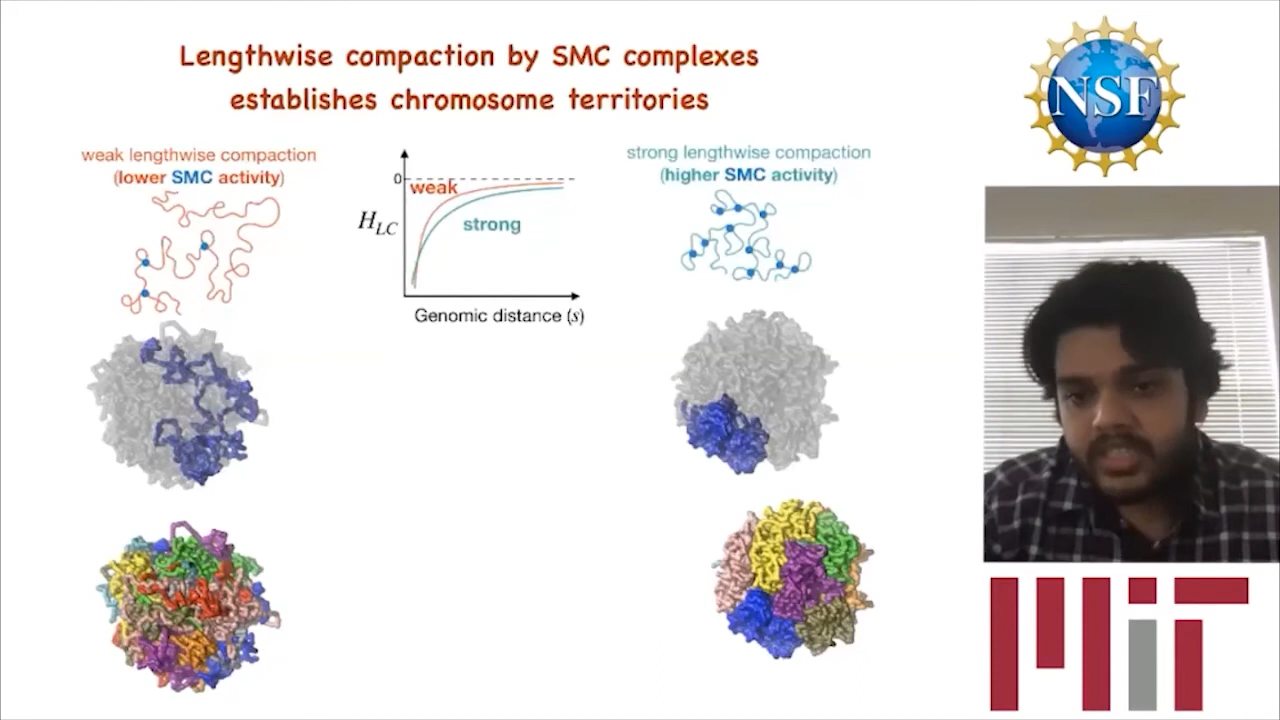 Lengthwise compaction by SMC complexes
establishes chromosome territories
weak lengthwise compaction
(lower SMC activity)
0
weak
H_LC
strong
Genomic distance (s)
strong lengthwise compaction
(higher SMC activity)
NSF
MIT